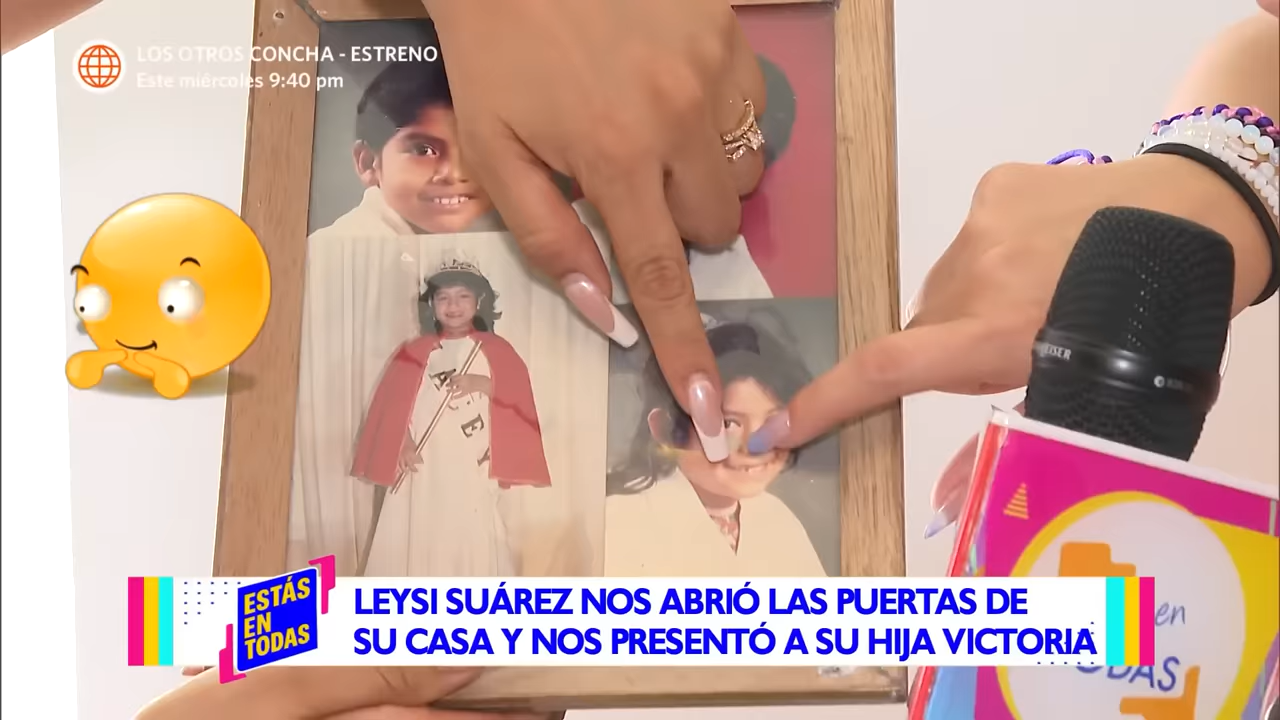 LOS OTROS CONCHA - ESTRENO
Este miércoles 9:40 pm
ESTÁS
EN
TODAS
LEYSI SUÁREZ NOS ABRIÓ LAS PUERTAS DE
SU CASA Y NOS PRESENTÓ A SU HIJA VICTORIA
en